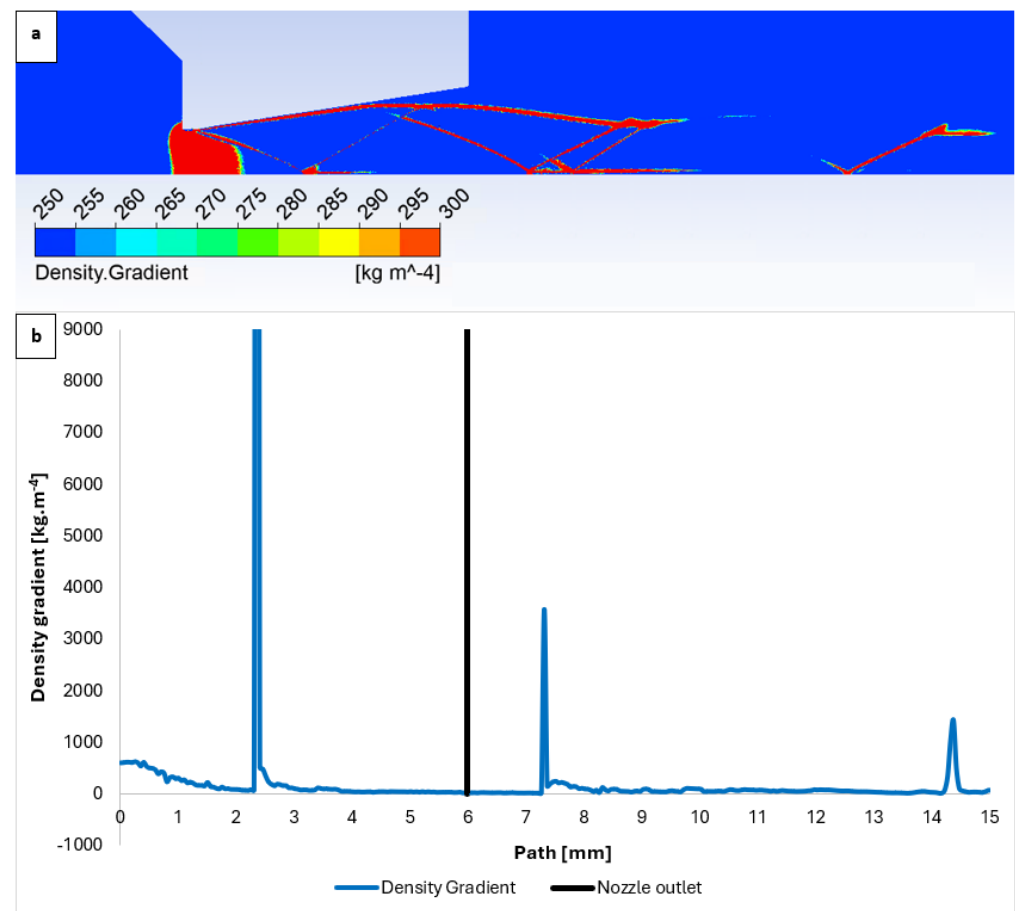 a
250 255 260 265 270 275 280 285 290 295 300
Density.Gradient [kg m^-4]
b
9000
8000
7000
6000
5000
4000
3000
2000
1000
0
-1000
Density gradient [kg.m-4]
0 1 2 3 4 5 6 7 8 9 10 11 12 13 14 15
Path [mm]
Density Gradient Nozzle outlet